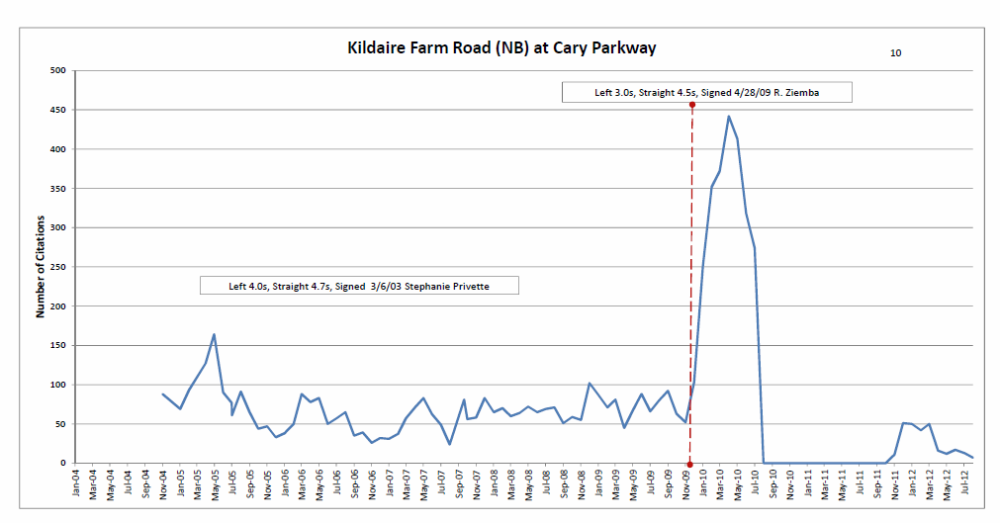 Kildaire Farm Road (NB) at Cary Parkway
10
500
Left 3.0s, Straight 4.5s, Signed 4/28/09 R. Ziemba
450
400
350
300
250
Left 4.0s, Straight 4.7s, Signed 3/6/03 Stephanie Privette
200
150
100
50
0
Number of Citations
Jan-04
Mar-04
May-04
Jul-04
Sep-04
Nov-04
Jan-05
Mar-05
May-05
Jul-05
Sep-05
Nov-05
Jan-06
Mar-06
May-06
Jul-06
Sep-06
Nov-06
Jan-07
Mar-07
May-07
Jul-07
Sep-07
Nov-07
Jan-08
Mar-08
May-08
Jul-08
Sep-08
Nov-08
Jan-09
Mar-09
May-09
Jul-09
Sep-09
Nov-09
Jan-10
Mar-10
May-10
Jul-10
Sep-10
Nov-10
Jan-11
Mar-11
May-11
Jul-11
Sep-11
Nov-11
Jan-12
Mar-12
May-12
Jul-12